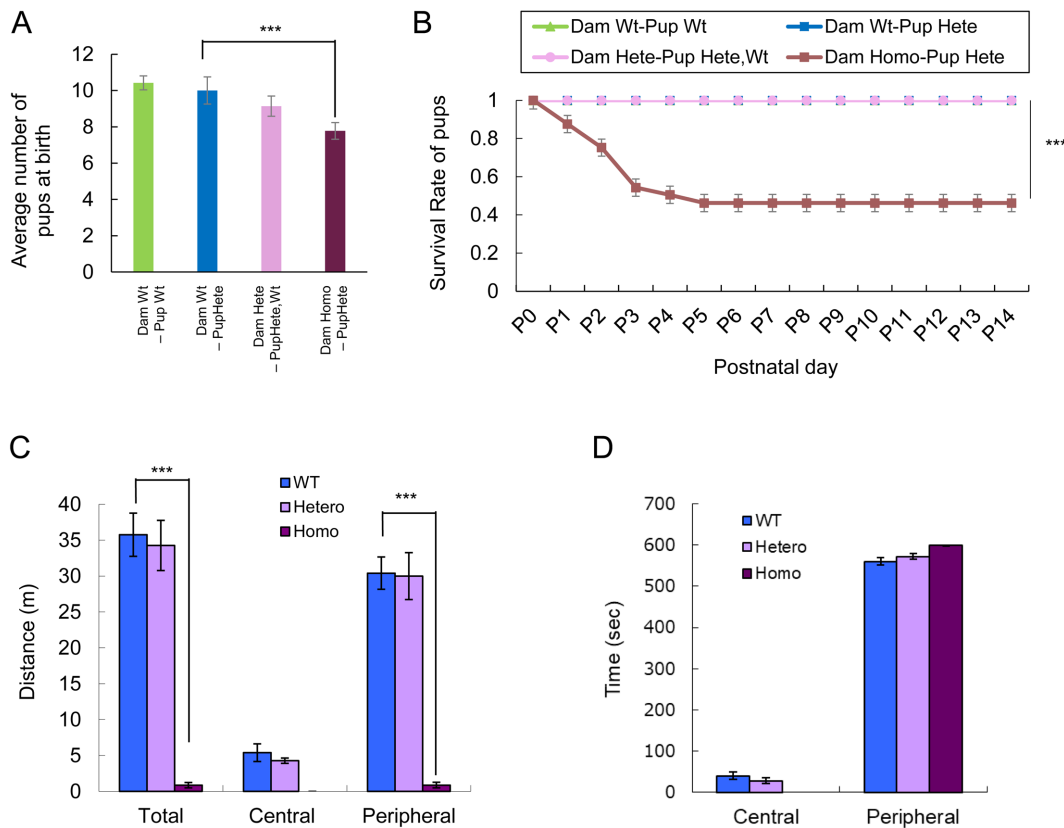 A
***
Average number of
pups at birth
12
10
8
6
4
2
0
Dam Wt
– Pup Wt
Dam Wt
– PupHete
Dam Hete
– PupHete,Wt
Dam Homo
– PupHete
B
Dam Wt-Pup Wt
Dam Wt-Pup Hete
Dam Hete-Pup Hete,Wt
Dam Homo-Pup Hete
Survival Rate of pups
1
0.8
0.6
0.4
0.2
0
***
P0 P1 P2 P3 P4 P5 P6 P7 P8 P9 P10 P11 P12 P13 P14
Postnatal day
C
***
***
WT
Hetero
Homo
Distance (m)
40
35
30
25
20
15
10
5
0
Total Central Peripheral
D
WT
Hetero
Homo
Time (sec)
700
600
500
400
300
200
100
0
Central Peripheral